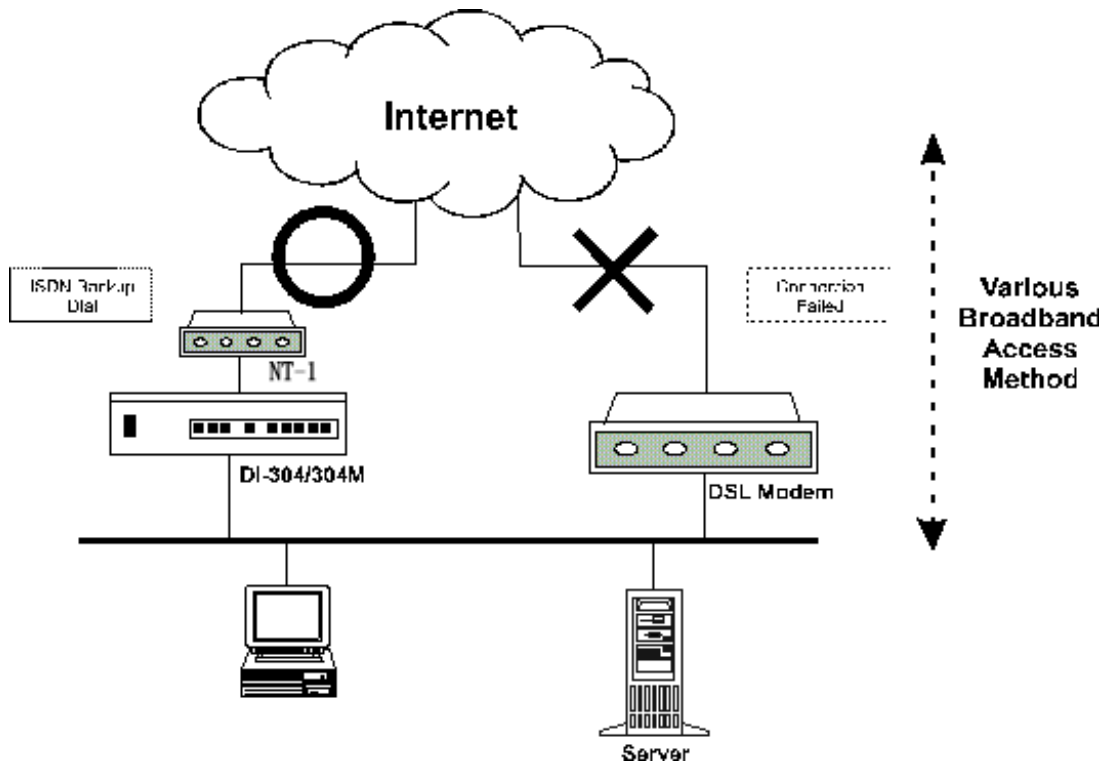 Internet
ISDN Backup
Dial
Connection
Failed
Various
Broadband
Access
Method
NT-1
DI-304/304M
DSL Modem
Server